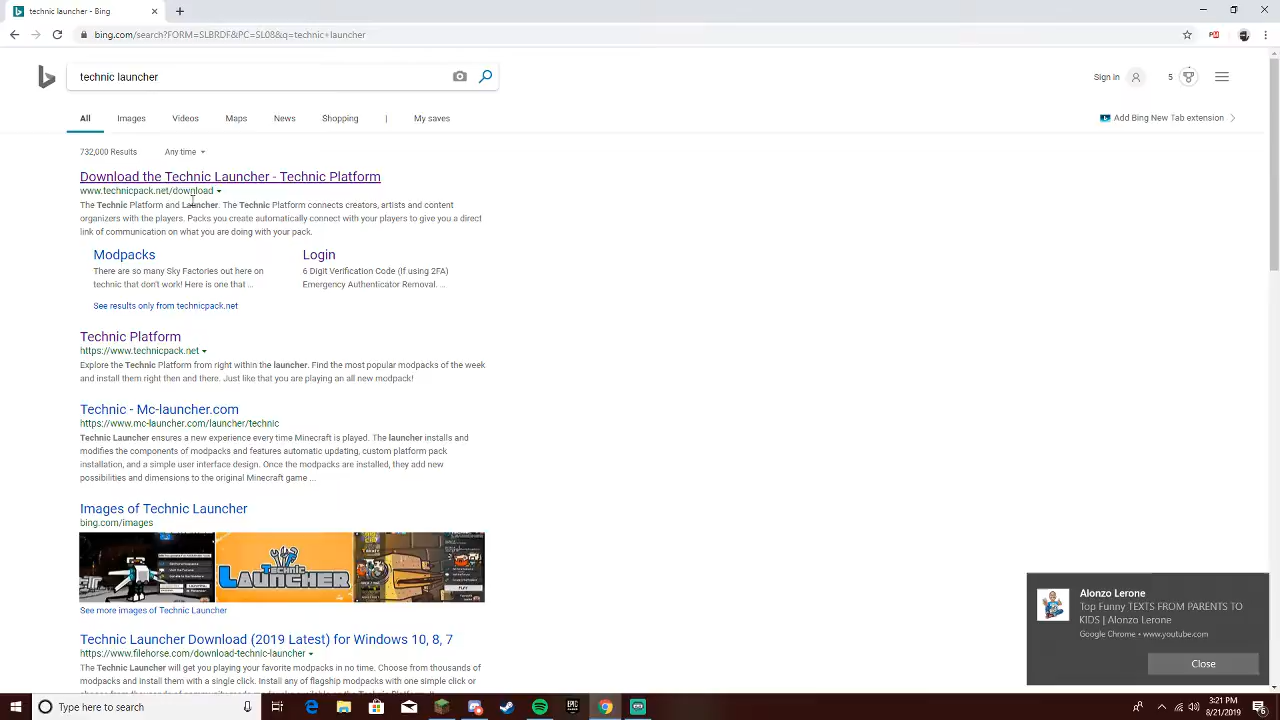 technic launcher - Bing
bing.com/search?FORM=SLBRDF&PC=SL08&q=technic+launcher
technic launcher
Sign in
5
All
Images
Videos
Maps
News
Shopping
|
My saves
Add Bing New Tab extension
732,000 Results
Any time
Download the Technic Launcher - Technic Platform
www.technicpack.net/download
The Technic Platform and Launcher. The Technic Platform connects creators, artists and content
organizers with the players. Packs you create automatically connect with your players to give you a direct
link of communication on what you are doing with your pack.
Modpacks
There are so many Sky Factories out here on
technic that don't work! Here is one that ...
Login
6 Digit Verification Code (If using 2FA)
Emergency Authenticator Removal. ...
See results only from technicpack.net
Technic Platform
https://www.technicpack.net
Explore the Technic Platform from right within the launcher. Find the most popular modpacks of the week
and install them right then and there. Just like that you are playing an all new modpack!
Technic - Mc-launcher.com
https://www.mc-launcher.com/launcher/technic
Technic Launcher ensures a new experience every time Minecraft is played. The launcher installs and
modifies the components of modpacks and features automatic updating, custom platform pack
installation, and a simple user interface design. Once the modpacks are installed, they add new
possibilities and dimensions to the original Minecraft game ...
Images of Technic Launcher
bing.com/images
Technic
Launcher
See more images of Technic Launcher
Technic Launcher Download (2019 Latest) for Windows 10, 8, 7
https://www.filehorse.com/download-technic-launcher
The Technic Launcher will get you playing your favorite modpacks in no time. Choose from thousands of
modpacks and install them with a single click. Install any of flagship modpacks with one click or
Alonzo Lerone
Top Funny TEXTS FROM PARENTS TO
KIDS | Alonzo Lerone
Google Chrome • www.youtube.com
Close
Type here to search
EPIC
3:21 PM
8/21/2019
6